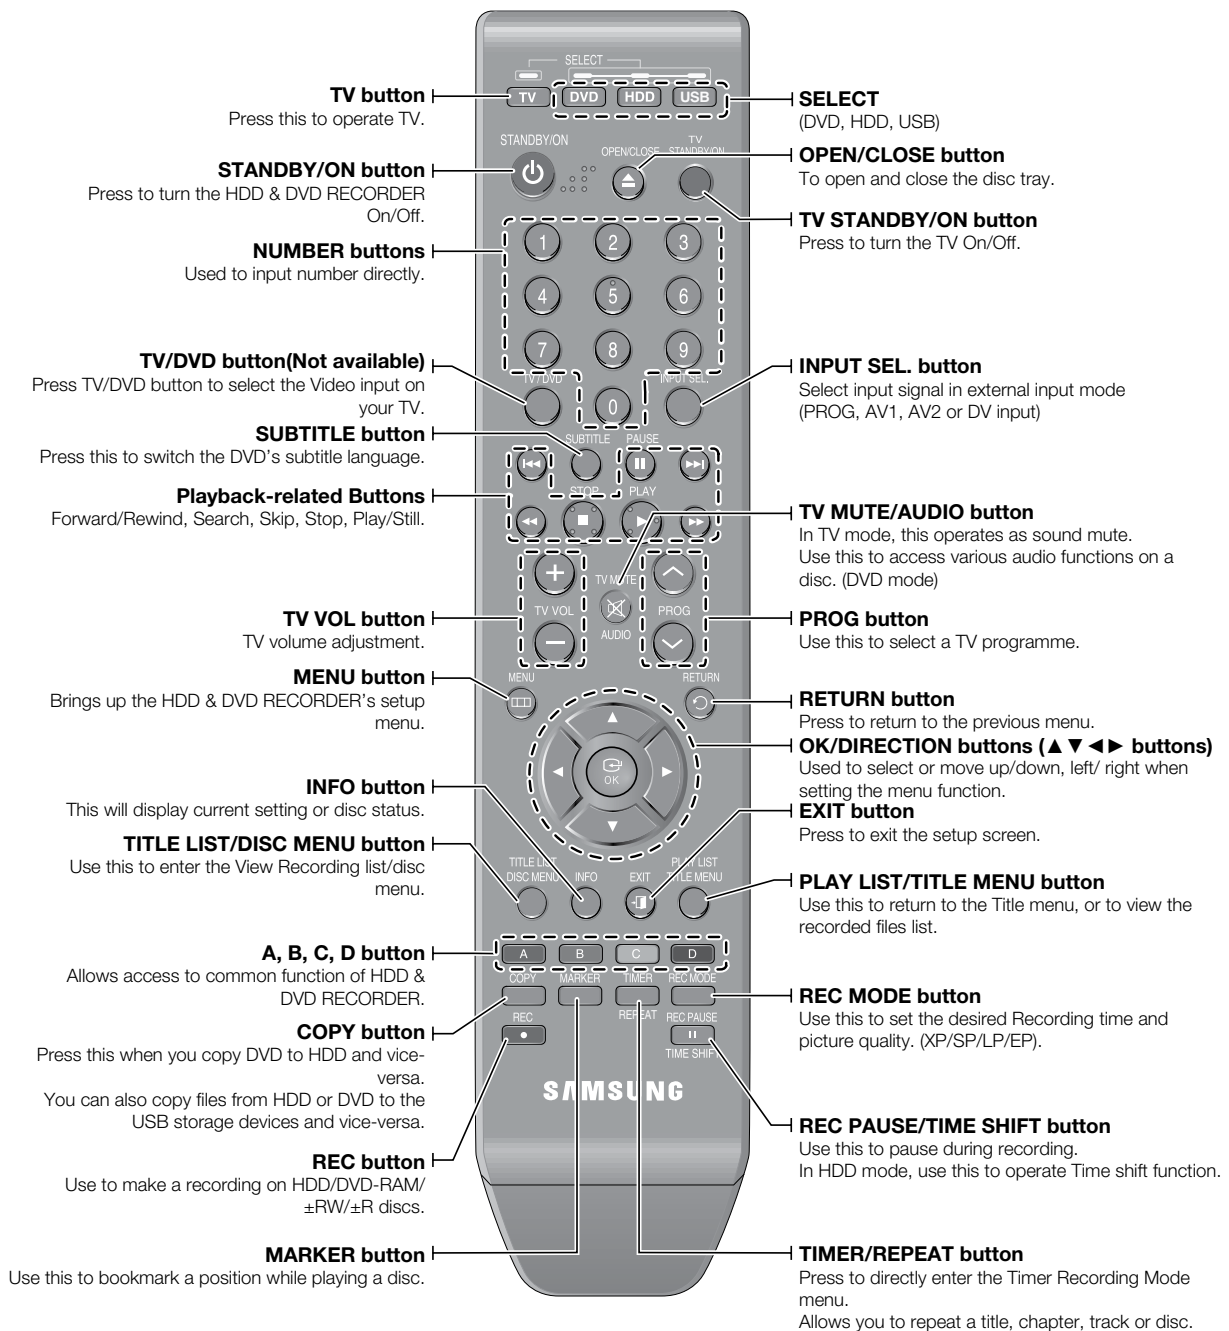 TV button
Press this to operate TV.
STANDBY/ON button
Press to turn the HDD & DVD RECORDER
On/Off.
NUMBER buttons
Used to input number directly.
TV/DVD button(Not available)
Press TV/DVD button to select the Video input on
your TV.
SUBTITLE button
Press this to switch the DVD's subtitle language.
Playback-related Buttons
Forward/Rewind, Search, Skip, Stop, Play/Still.
TV VOL button
TV volume adjustment.
MENU button
Brings up the HDD & DVD RECORDER's setup
menu.
INFO button
This will display current setting or disc status.
TITLE LIST/DISC MENU button
Use this to enter the View Recording list/disc
menu.
A, B, C, D button
Allows access to common function of HDD &
DVD RECORDER.
COPY button
Press this when you copy DVD to HDD and vice-
versa.
You can also copy files from HDD or DVD to the
USB storage devices and vice-versa.
REC button
Use to make a recording on HDD/DVD-RAM/
±RW/±R discs.
MARKER button
Use this to bookmark a position while playing a disc.
SELECT
TV DVD HDD USB
STANDBY/ON
OPEN/CLOSE
TV
STANDBY/ON
1 2 3
4 5 6
7 8 9
TV / DVD
INPUT SEL.
0
SUBTITLE PAUSE
STOP PLAY
TV MUTE
TV VOL
PROG
AUDIO
MENU
RETURN
OK
TITLE LIST
DISC MENU
INFO
EXIT
PLAY LIST
TITLE MENU
A B C D
COPY MARKER TIMER REC MODE
REC
REPEAT
REC PAUSE
TIME SHIFT
SAMSUNG
SELECT
(DVD, HDD, USB)
OPEN/CLOSE button
To open and close the disc tray.
TV STANDBY/ON button
Press to turn the TV On/Off.
INPUT SEL. button
Select input signal in external input mode
(PROG, AV1, AV2 or DV input)
TV MUTE/AUDIO button
In TV mode, this operates as sound mute.
Use this to access various audio functions on a
disc. (DVD mode)
PROG button
Use this to select a TV programme.
RETURN button
Press to return to the previous menu.
OK/DIRECTION buttons (▲▼◄► buttons)
Used to select or move up/down, left/ right when
setting the menu function.
EXIT button
Press to exit the setup screen.
PLAY LIST/TITLE MENU button
Use this to return to the Title menu, or to view the
recorded files list.
REC MODE button
Use this to set the desired Recording time and
picture quality. (XP/SP/LP/EP).
REC PAUSE/TIME SHIFT button
Use this to pause during recording.
In HDD mode, use this to operate Time shift function.
TIMER/REPEAT button
Press to directly enter the Timer Recording Mode
menu.
Allows you to repeat a title, chapter, track or disc.